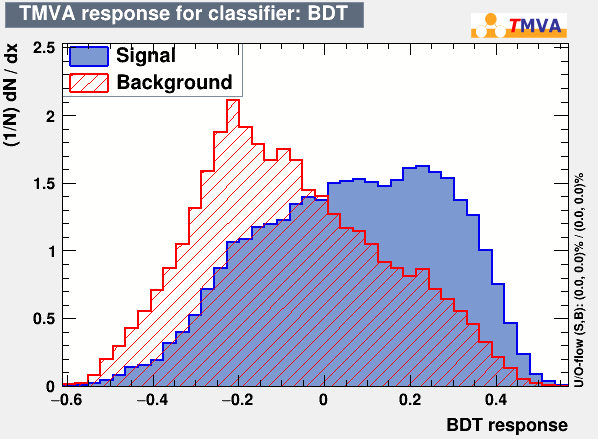 TMVA response for classifier: BDT
TMVA
Signal
Background
(1/N) dN / dx
2.5
2
1.5
1
0.5
0
−0.6 −0.4 −0.2 0 0.2 0.4
BDT response
U/O-flow (S,B): (0.0, 0.0)% / (0.0, 0.0)%